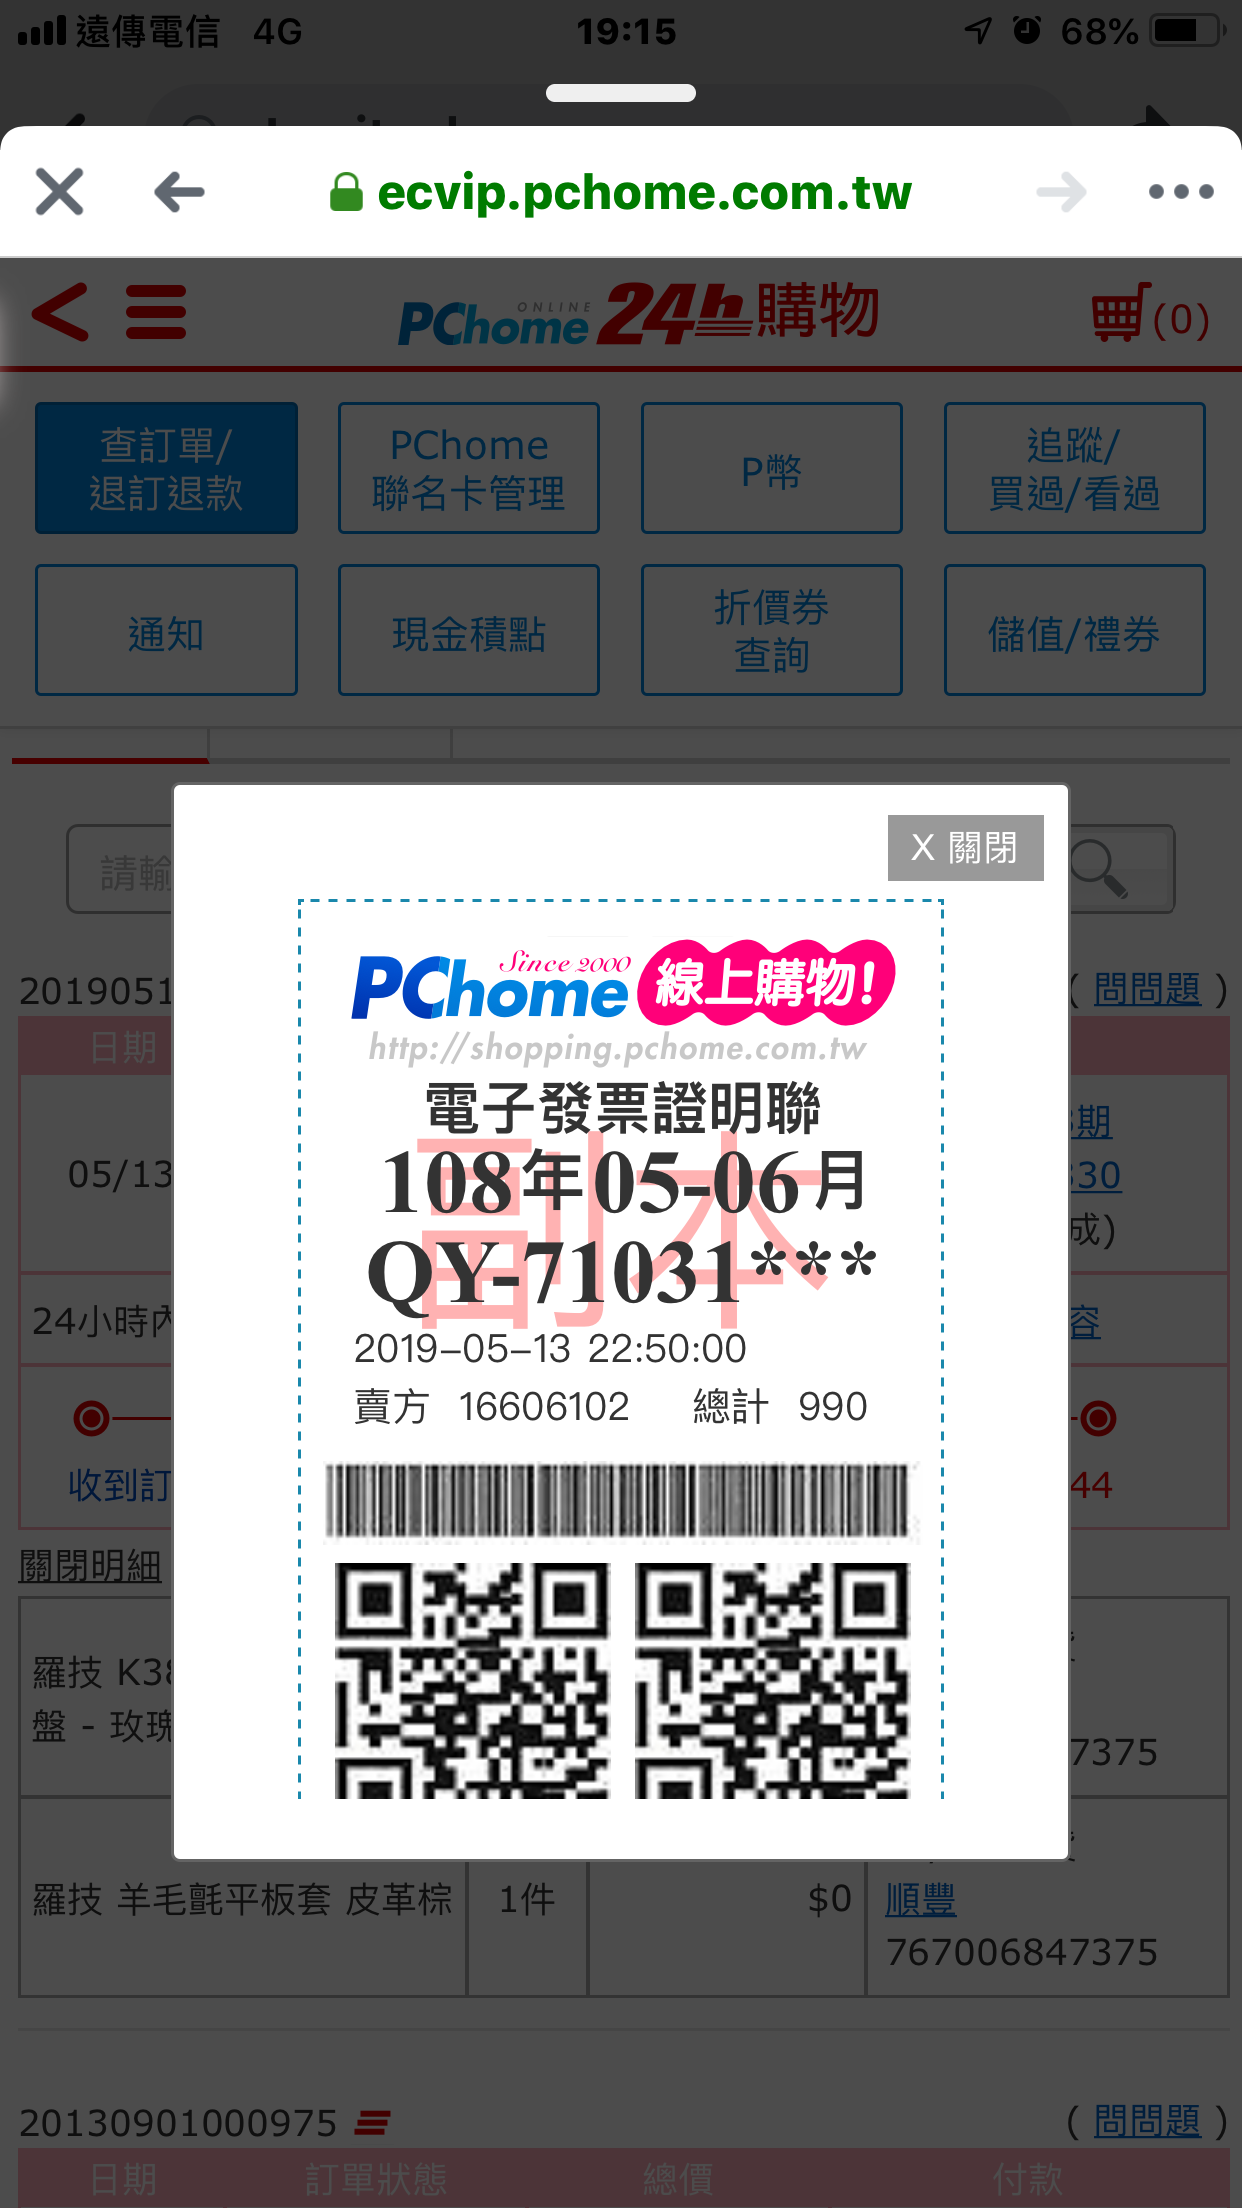 遠傳電信 4G 19:15 68%
ecvip.pchome.com.tw
PChome ONLINE 24h購物 (0)
查訂單/
退訂退款
PChome
聯名卡管理
P幣
追蹤/
買過/看過
通知
現金積點
折價券
查詢
儲值/禮券
X 關閉
請輸
2019051
( 問問題 )
日期
05/13
期
330
成)
24小時內
容
收到訂
44
關閉明細
羅技 K38
盤 - 玫瑰
7375
PChome Since 2000 線上購物!
http://shopping.pchome.com.tw
電子發票證明聯
副本
108年05-06月
QY-71031***
2019-05-13 22:50:00
賣方 16606102 總計 990
羅技 羊毛氈平板套 皮革棕 1件 $0 順豐
767006847375
20130901000975 ( 問問題 )
日期 訂單狀態 總價 付款